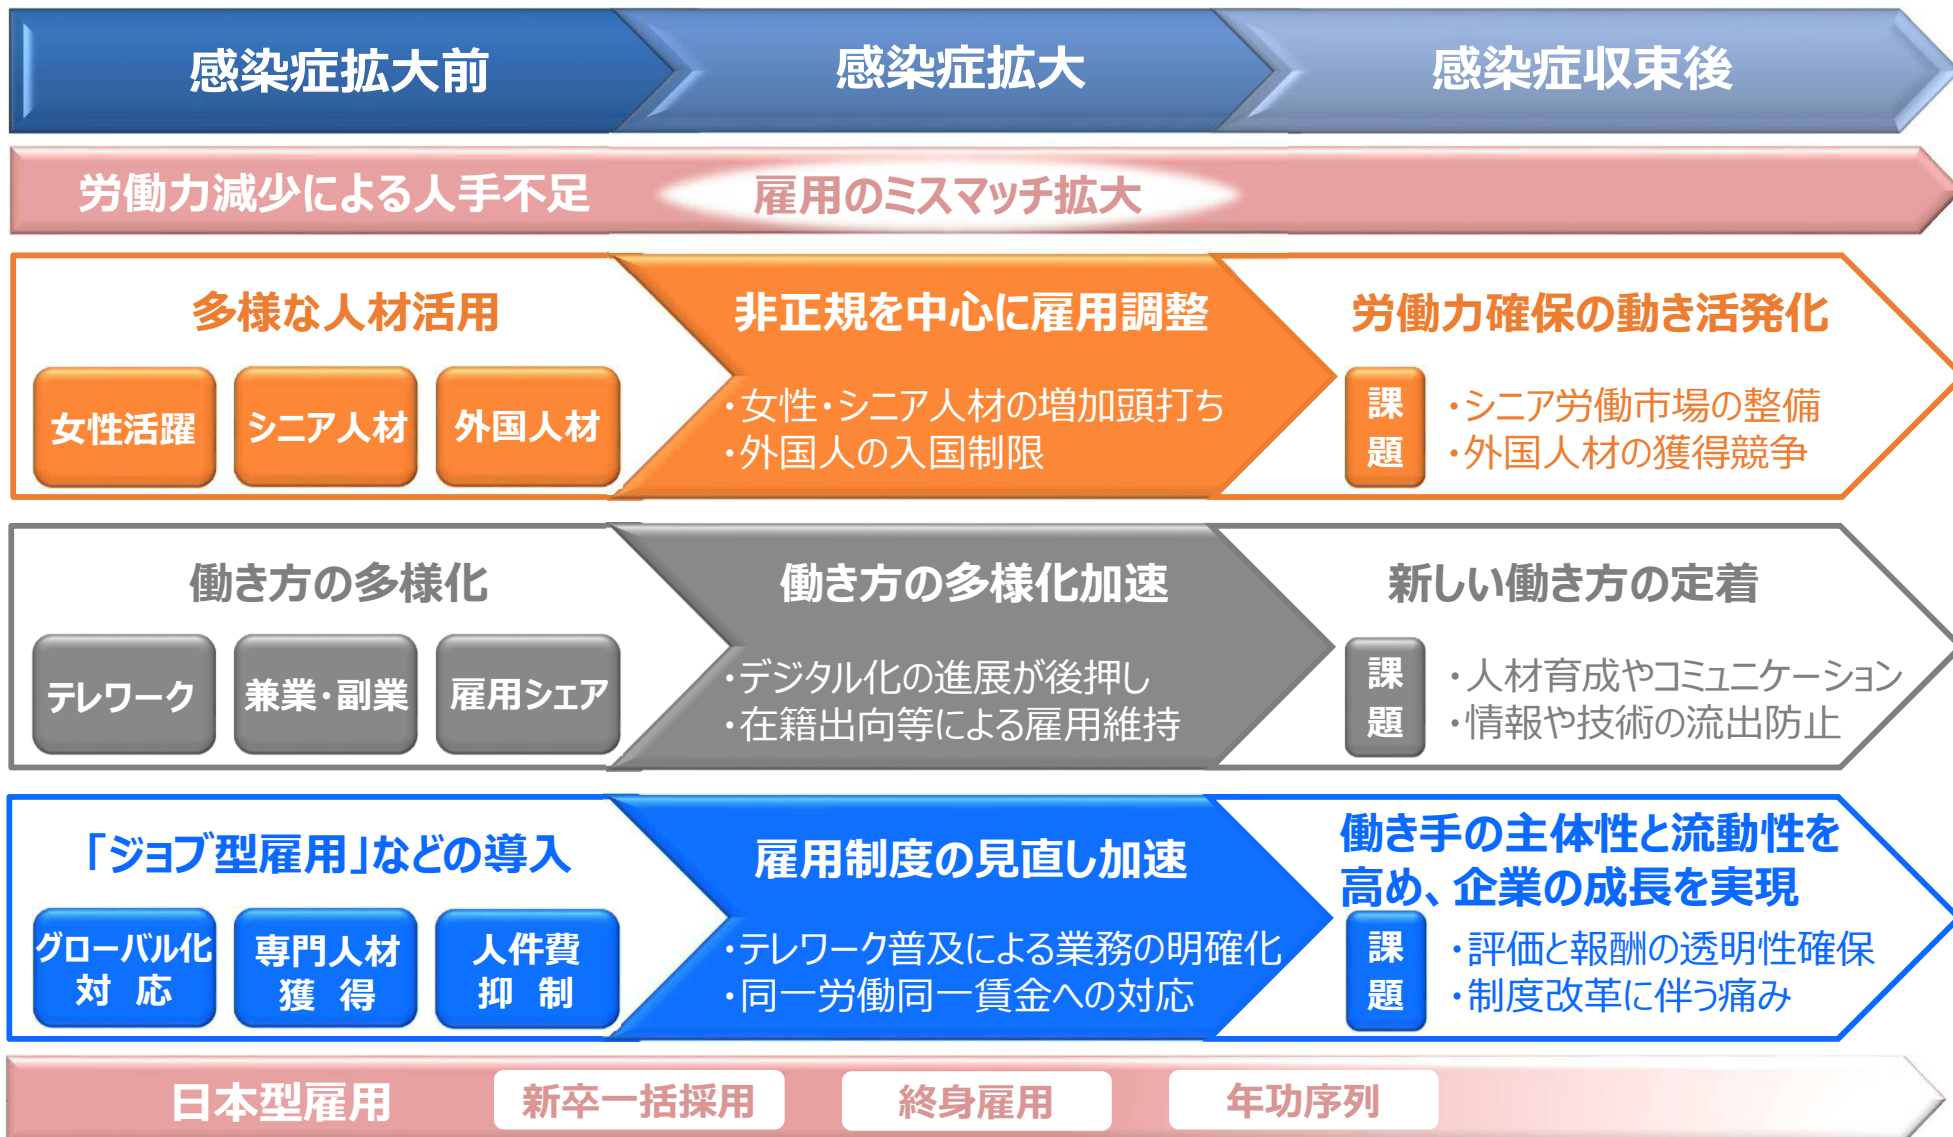 感染症拡大前
感染症拡大
感染症収束後
労働力減少による人手不足
雇用のミスマッチ拡大
多様な人材活用
女性活躍
シニア人材
外国人材
非正規を中心に雇用調整
・女性・シニア人材の増加頭打ち
・外国人の入国制限
労働力確保の動き活発化
課
題
・シニア労働市場の整備
・外国人材の獲得競争
働き方の多様化
テレワーク
兼業・副業
雇用シェア
働き方の多様化加速
・デジタル化の進展が後押し
・在籍出向等による雇用維持
新しい働き方の定着
課
題
・人材育成やコミュニケーション
・情報や技術の流出防止
「ジョブ型雇用」などの導入
グローバル化
対 応
専門人材
獲 得
人件費
抑 制
雇用制度の見直し加速
・テレワーク普及による業務の明確化
・同一労働同一賃金への対応
働き手の主体性と流動性を
高め、企業の成長を実現
課
題
・評価と報酬の透明性確保
・制度改革に伴う痛み
日本型雇用
新卒一括採用
終身雇用
年功序列